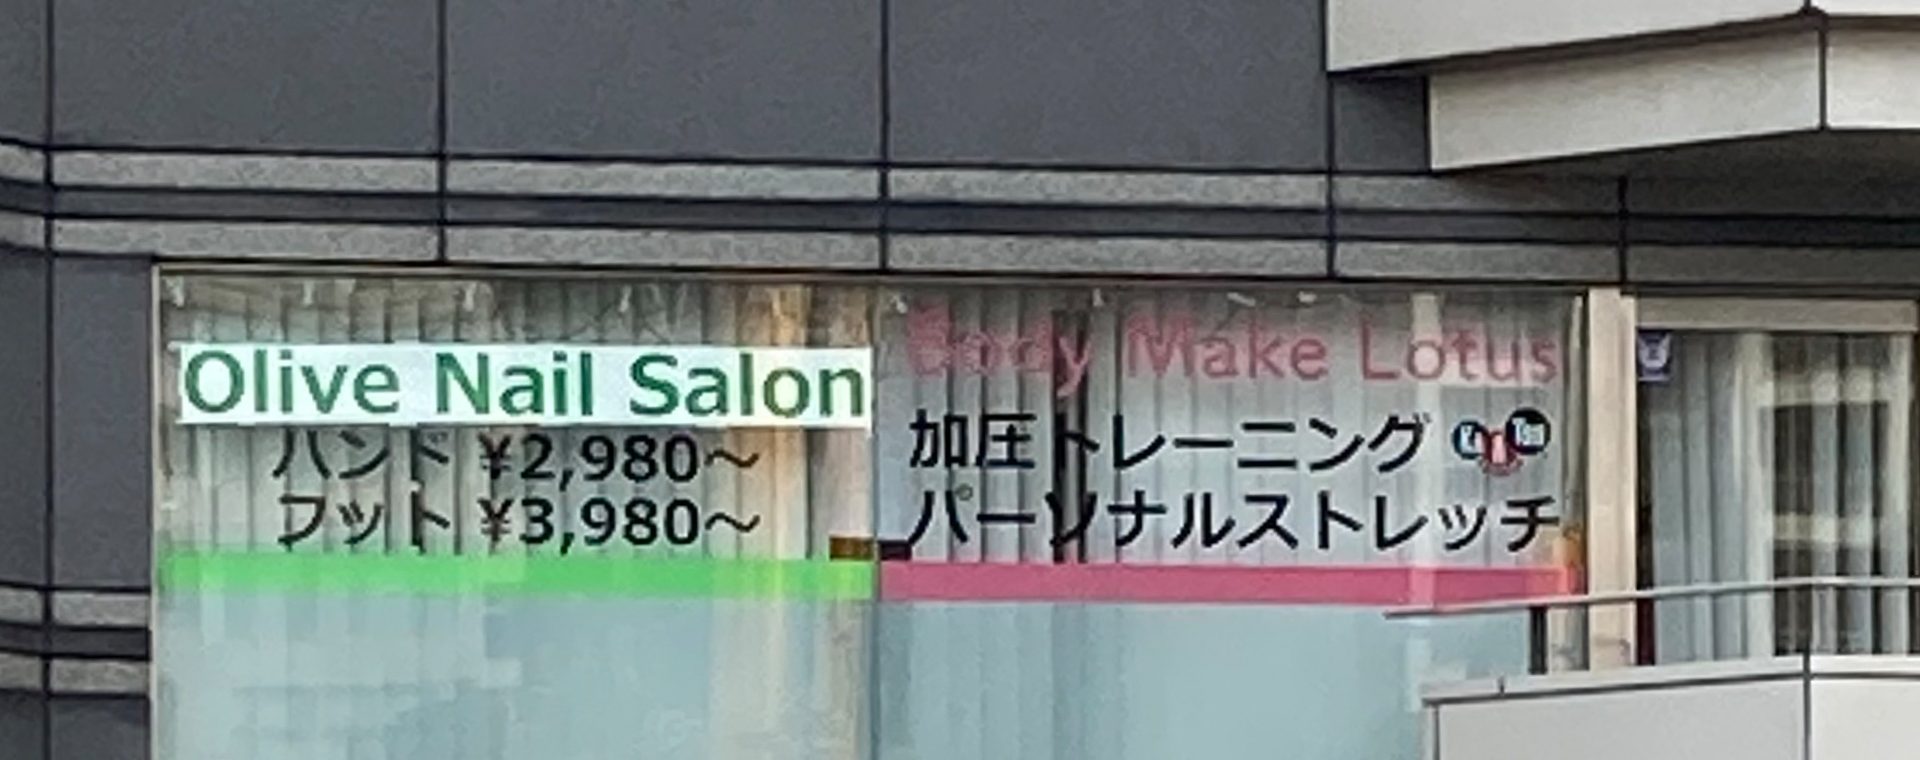 Olive Nail Salon
ハンド ¥2,980～
フット ¥3,980～
Body Make Lotus
加圧トレーニング
パーソナルストレッチ